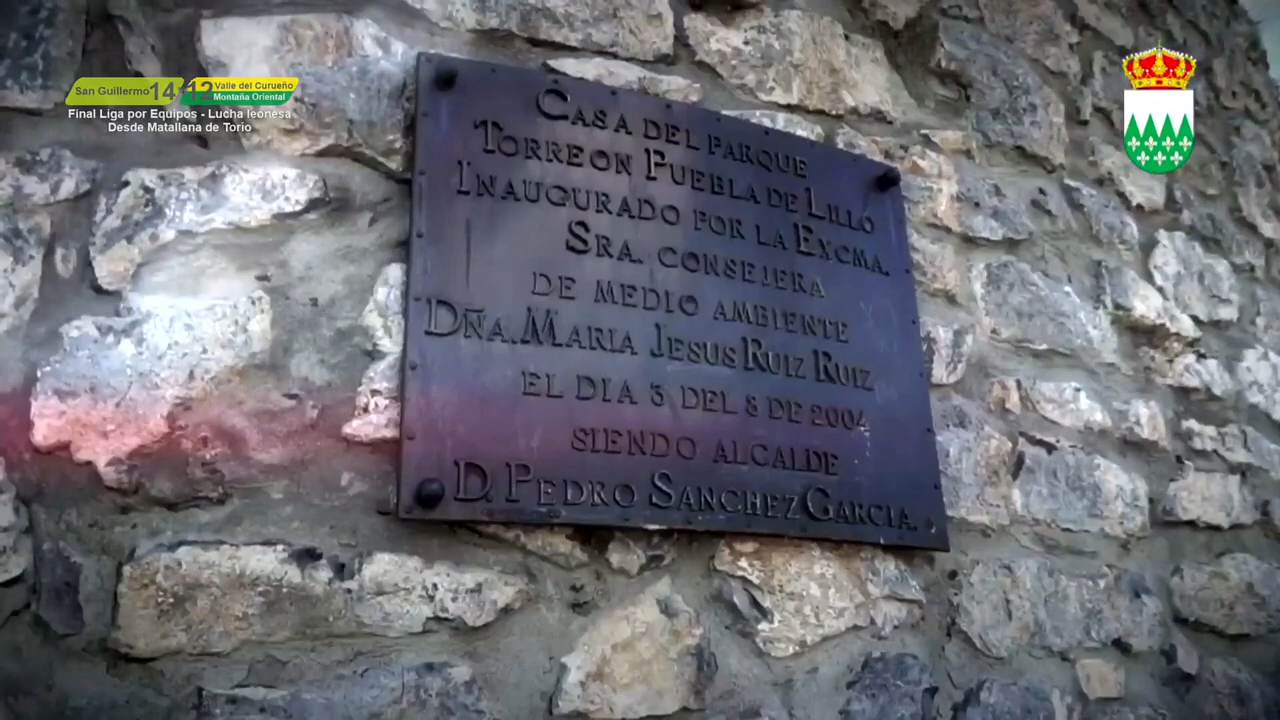 San Guillermo 14 12 Valle del Curueño
Montaña Oriental
Final Liga por Equipos - Lucha leonesa
Desde Matallana de Torio
CASA DEL PARQUE
TORREON PUEBLA DE LILLO
INAUGURADO POR LA EXCMA.
SRA. CONSEJERA
DE MEDIO AMBIENTE
DÑA. MARIA JESUS RUIZ RUIZ
EL DIA 3 DEL 8 DE 2004
SIENDO ALCALDE
D. PEDRO SANCHEZ GARCIA.